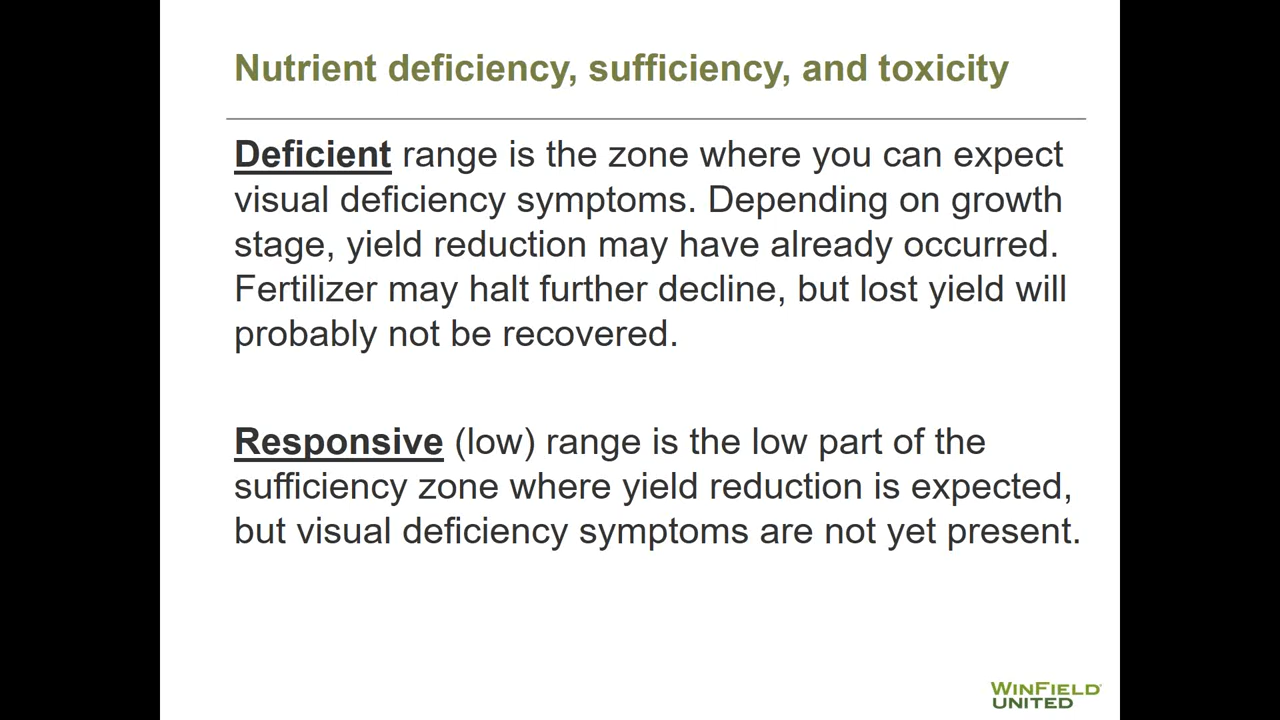 Nutrient deficiency, sufficiency, and toxicity
Deficient range is the zone where you can expect
visual deficiency symptoms. Depending on growth
stage, yield reduction may have already occurred.
Fertilizer may halt further decline, but lost yield will
probably not be recovered.
Responsive (low) range is the low part of the
sufficiency zone where yield reduction is expected,
but visual deficiency symptoms are not yet present.
WINFIELD
UNITED